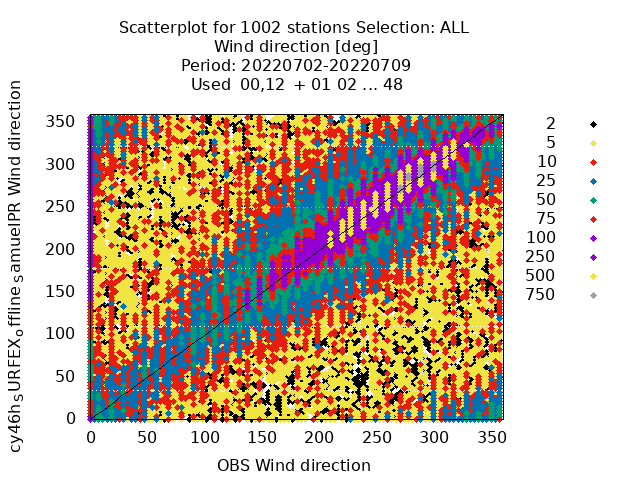 Scatterplot for 1002 stations Selection: ALL
Wind direction [deg]
Period: 20220702-20220709
Used 00,12 + 01 02 ... 48
cy46h_SURFEX_offline_samuelPR Wind direction
350
300
250
200
150
100
50
0
0 50 100 150 200 250 300 350
OBS Wind direction
2
5
10
25
50
75
100
250
500
750